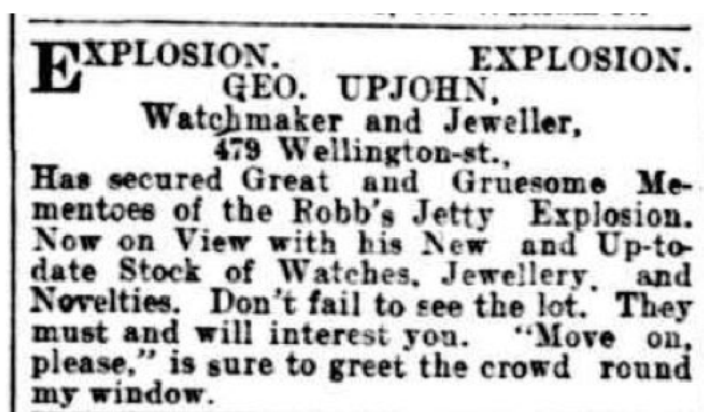 EXPLOSION. EXPLOSION.
GEO. UPJOHN,
Watchmaker and Jeweller,
479 Wellington-st.,
Has secured Great and Gruesome Me-
mentoes of the Robb's Jetty Explosion.
Now on View with his New and Up-to-
date Stock of Watches, Jewellery, and
Novelties. Don't fail to see the lot. They
must and will interest you. "Move on,
please," is sure to greet the crowd round
my window.